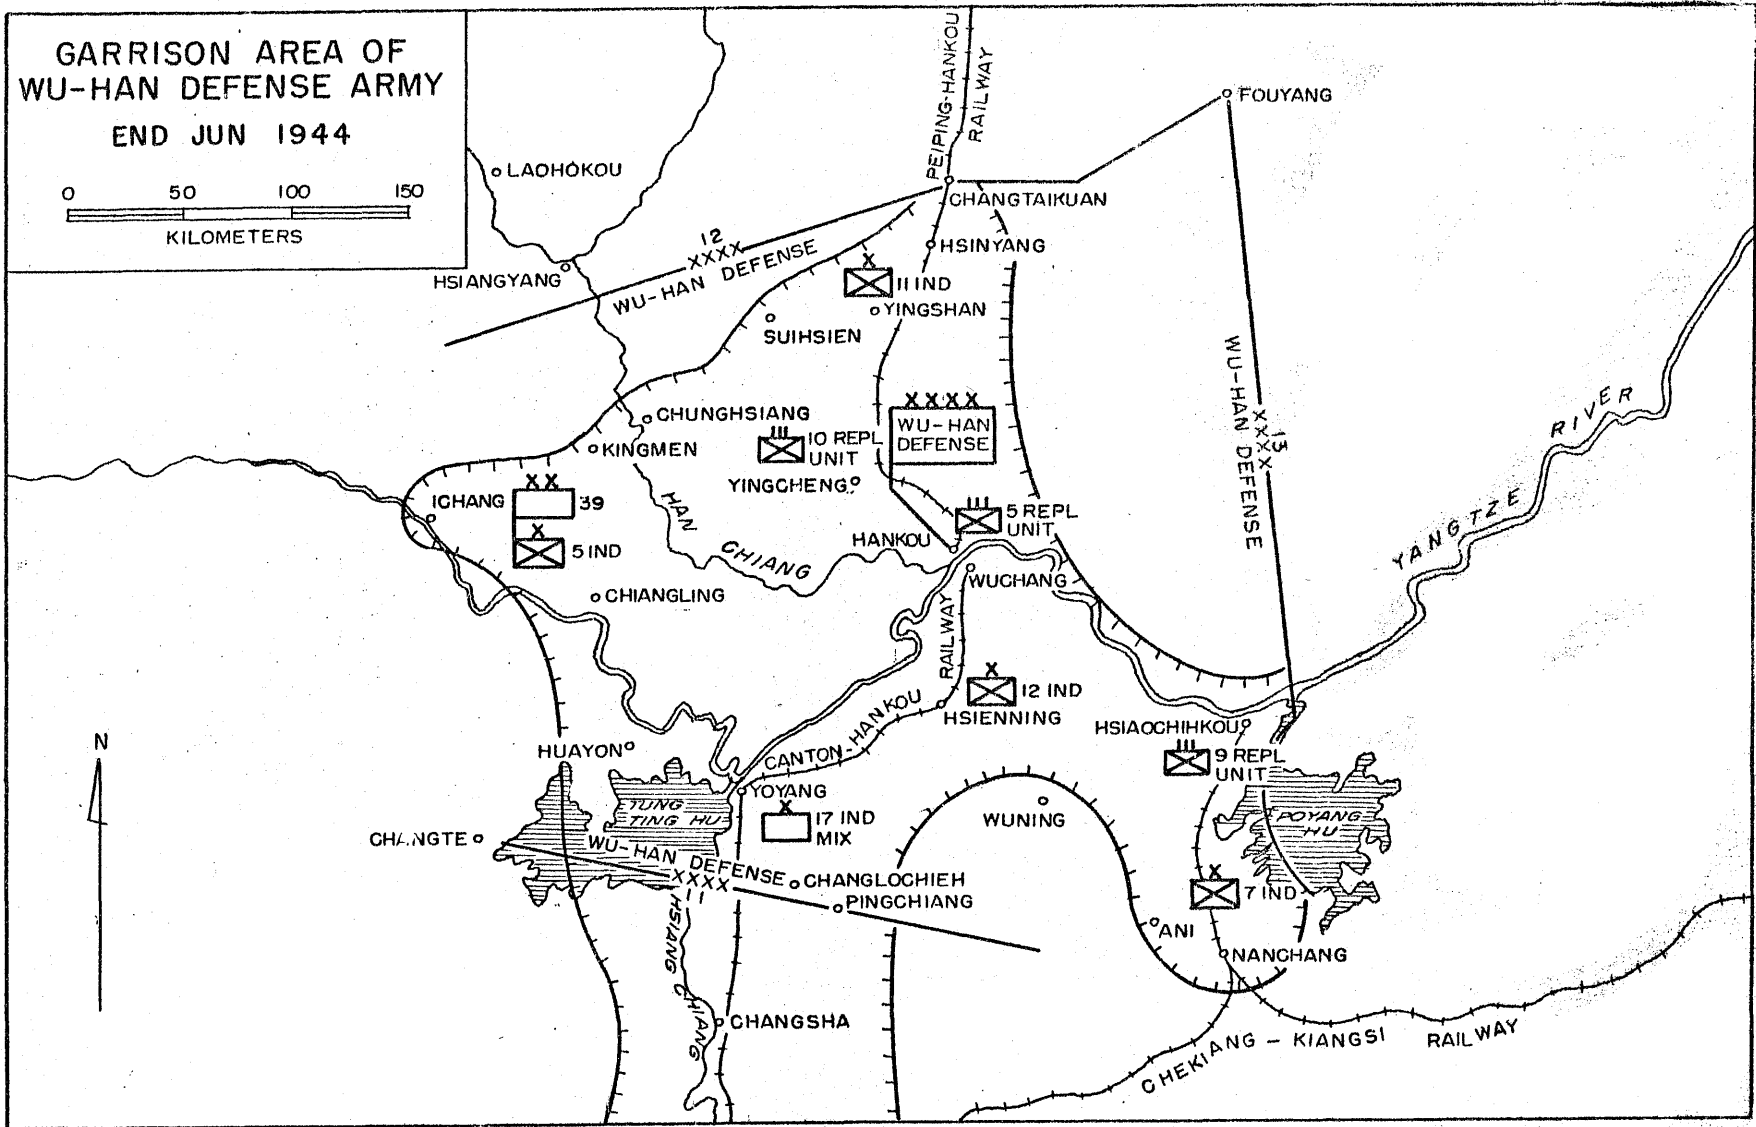 GARRISON AREA OF
WU-HAN DEFENSE ARMY
END JUN 1944
0 50 100 150
KILOMETERS
LAOHOKOU
PEIPING-HANKOU
RAILWAY
FOUYANG
CHANGTAIKUAN
HSINYANG
12
XXXX
WU-HAN DEFENSE
HSIANGYANG
X
11 IND
YINGSHAN
SUIHSIEN
WU-HAN DEFENSE
XXXX
13
CHUNGHSIANG
KINGMEN
III
10 REPL
UNIT
YINGCHENG
XXXX
WU-HAN
DEFENSE
III
5 REPL
UNIT
ICHANG
XX
39
X
5 IND
HAN
CHIANG
HANKOU
WUCHANG
CHIANGLING
YANGTZE
RIVER
X
12 IND
HSIENNING
CANTON-HANKOU
RAILWAY
HSIAOCHIHKOU
III
9 REPL
UNIT
N
HUAYON
TUNG
TING HU
YOYANG
X
17 IND
MIX
CHANGTE
WU-HAN DEFENSE
XXXX
11
CHANGLOCHIEH
PINGCHIANG
WUNING
POYANG
HU
X
7 IND
ANI
NANCHANG
HSIANG CHIANG
CHANGSHA
CHEKIANG - KIANGSI RAILWAY